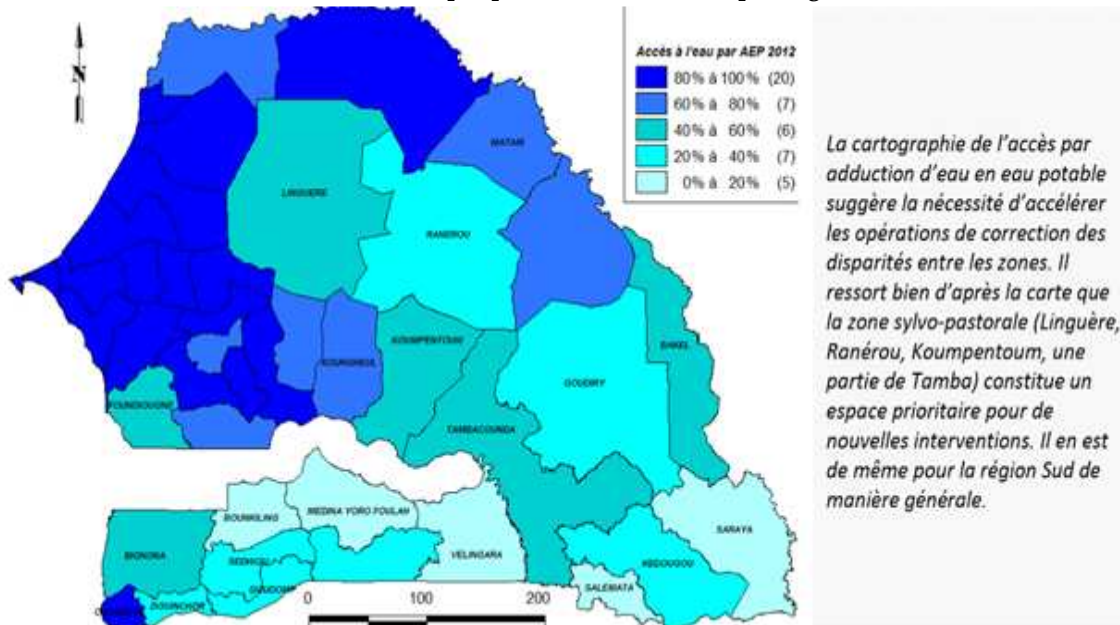 N
Accès à l'eau par AEP 2012
80% à 100% (20)
60% à 80% (7)
40% à 60% (6)
20% à 40% (7)
0% à 20% (5)
MATAM
LINGUERE
RANEROU
KOUMPENTOUM
KOUNGHEUL
BAKEL
GOUDIRY
FOUNDIOUGNE
TAMBACOUNDA
BOUNKILING
MEDINA YORO FOULAH
VELINGARA
SARAYA
BIGNONA
SEDHIOU
GOUDOMP
KEDOUGOU
SALEMATA
0 100 200
La cartographie de l'accès par
adduction d'eau en eau potable
suggère la nécessité d'accélérer
les opérations de correction des
disparités entre les zones. Il
ressort bien d'après la carte que
la zone sylvo-pastorale (Linguère,
Ranérou, Koumpentoum, une
partie de Tamba) constitue un
espace prioritaire pour de
nouvelles interventions. Il en est
de même pour la région Sud de
manière générale.